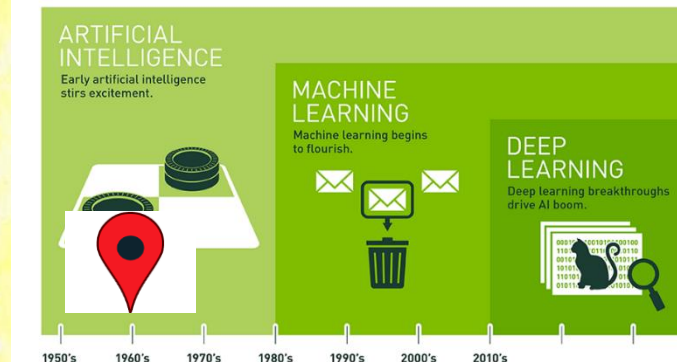 ARTIFICIAL
INTELLIGENCE
Early artificial intelligence
stirs excitement.
MACHINE
LEARNING
Machine learning begins
to flourish.
DEEP
LEARNING
Deep learning breakthroughs
drive AI boom.
1950's 1960's 1970's 1980's 1990's 2000's 2010's